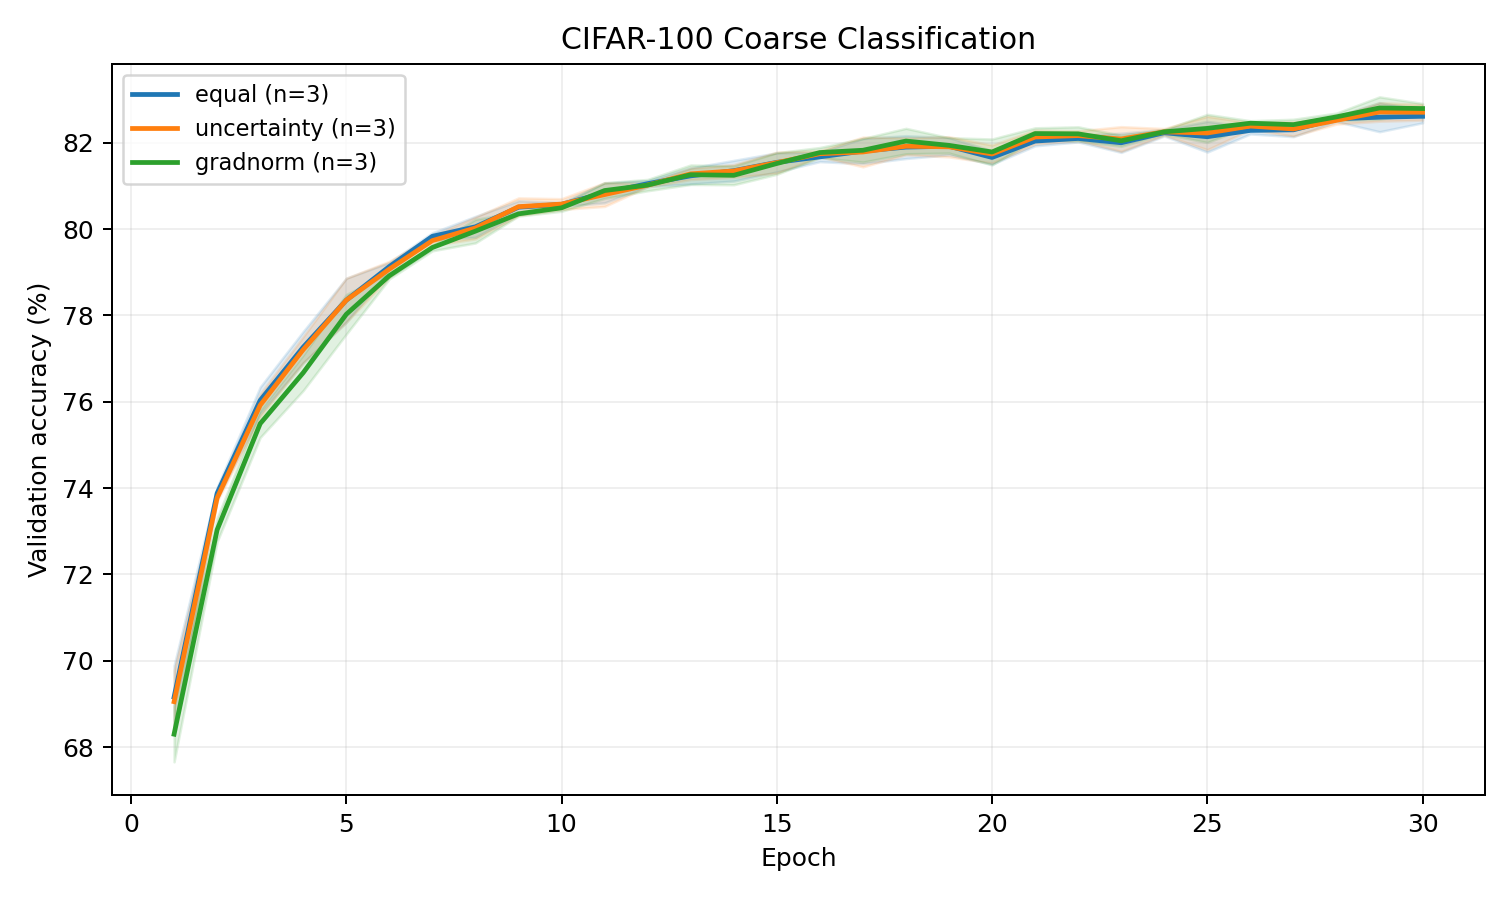 CIFAR-100 Coarse Classification
equal (n=3)
uncertainty (n=3)
gradnorm (n=3)
Validation accuracy (%)
82
80
78
76
74
72
70
68
0 5 10 15 20 25 30
Epoch